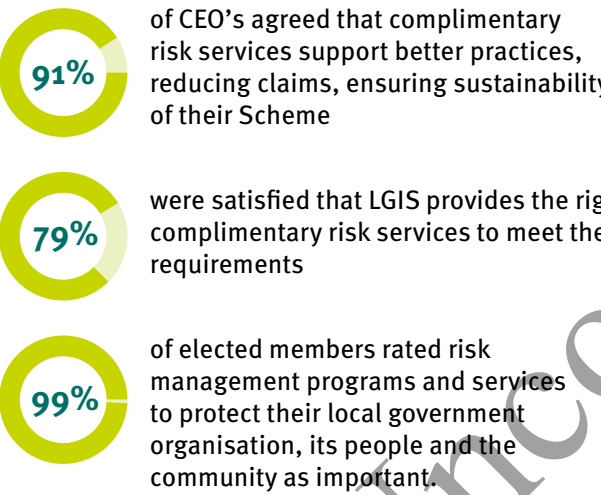 91%
of CEO's agreed that complimentary
risk services support better practices,
reducing claims, ensuring sustainability
of their Scheme
79%
were satisfied that LGIS provides the rig
complimentary risk services to meet the
requirements
99%
of elected members rated risk
management programs and services
to protect their local government
organisation, its people and the
community as important.
Inco